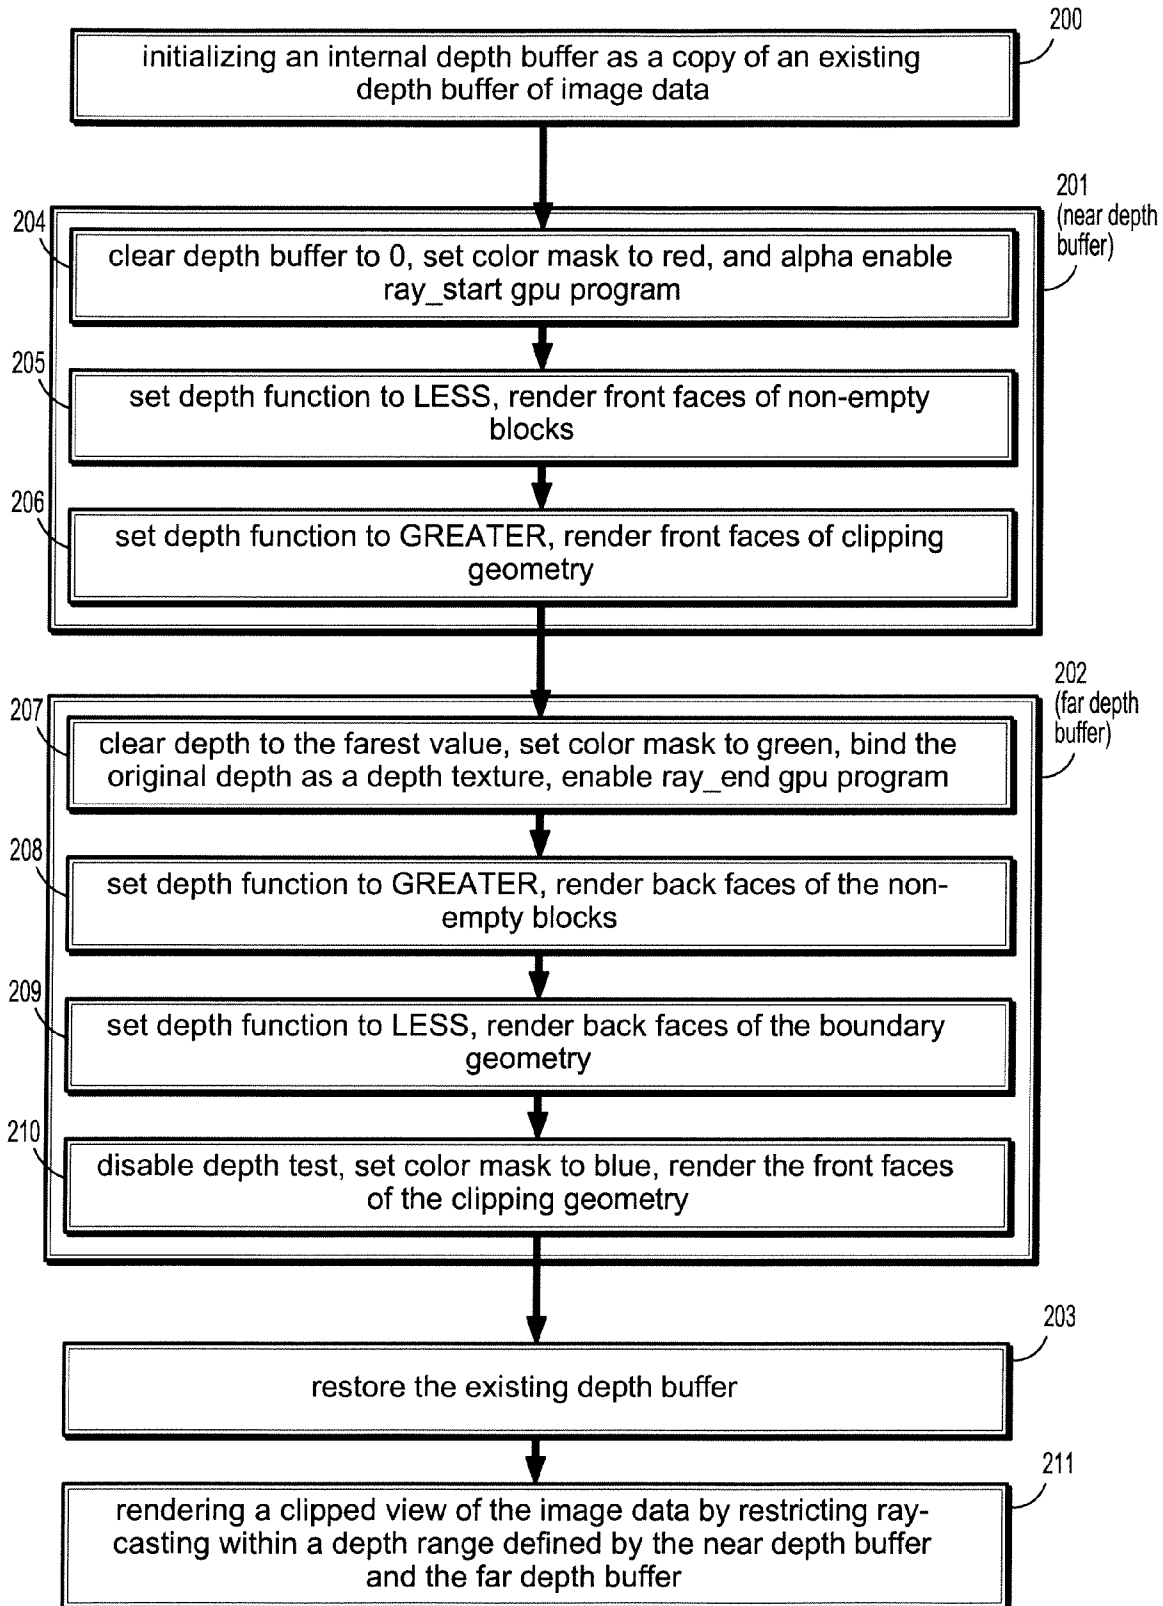 200
initializing an internal depth buffer as a copy of an existing
depth buffer of image data
201
(near depth
buffer)
204
clear depth buffer to 0, set color mask to red, and alpha enable
ray_start gpu program
205
set depth function to LESS, render front faces of non-empty
blocks
206
set depth function to GREATER, render front faces of clipping
geometry
202
(far depth
buffer)
207
clear depth to the farest value, set color mask to green, bind the
original depth as a depth texture, enable ray_end gpu program
208
set depth function to GREATER, render back faces of the non-
empty blocks
209
set depth function to LESS, render back faces of the boundary
geometry
210
disable depth test, set color mask to blue, render the front faces
of the clipping geometry
203
restore the existing depth buffer
211
rendering a clipped view of the image data by restricting ray-
casting within a depth range defined by the near depth buffer
and the far depth buffer